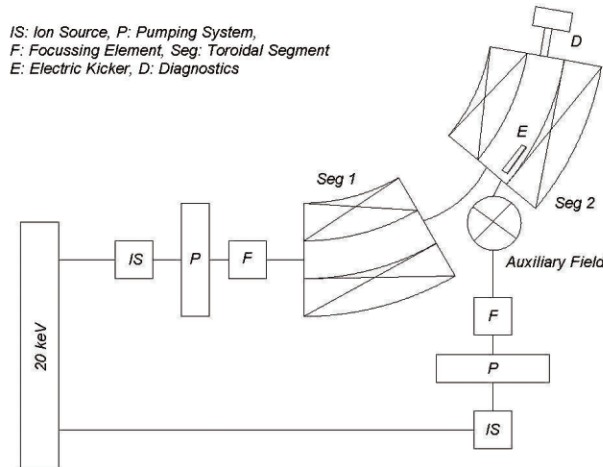 IS: Ion Source, P: Pumping System,
F: Focussing Element, Seg: Toroidal Segment
E: Electric Kicker, D: Diagnostics
D
E
Seg 1
Seg 2
IS
P
F
Auxiliary Field
20 keV
F
P
IS